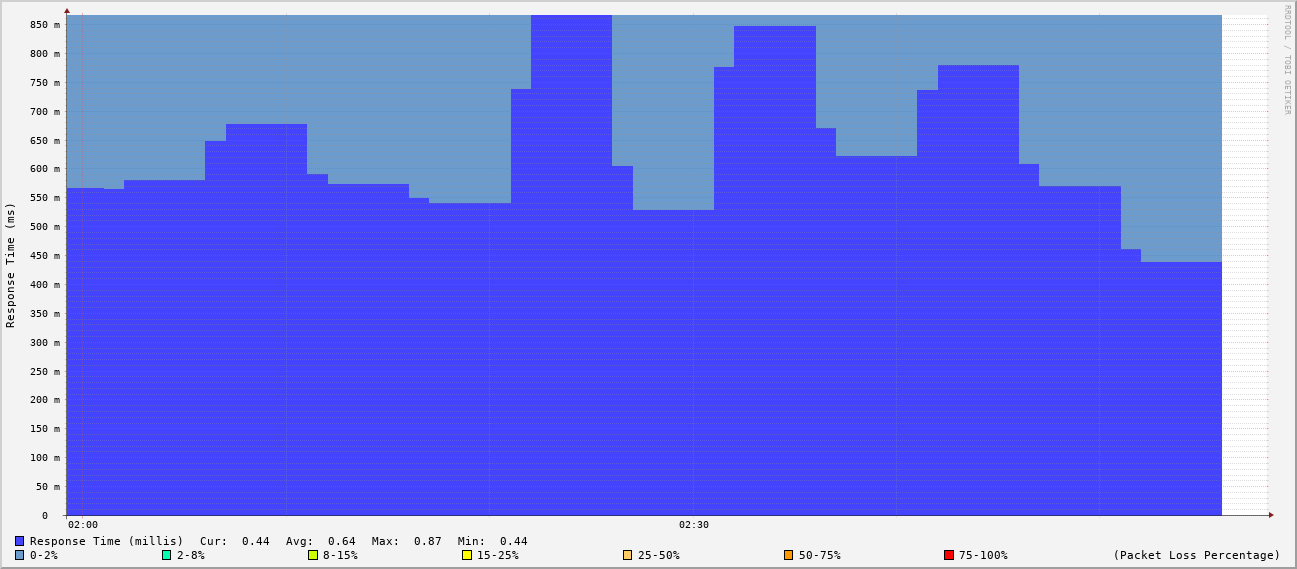 RRDTOOL / TOBI OETIKER
Response Time (ms)
850 m
800 m
750 m
700 m
650 m
600 m
550 m
500 m
450 m
400 m
350 m
300 m
250 m
200 m
150 m
100 m
50 m
0
02:00 02:30
Response Time (millis) Cur: 0.44 Avg: 0.64 Max: 0.87 Min: 0.44
0-2% 2-8% 8-15% 15-25% 25-50% 50-75% 75-100% (Packet Loss Percentage)